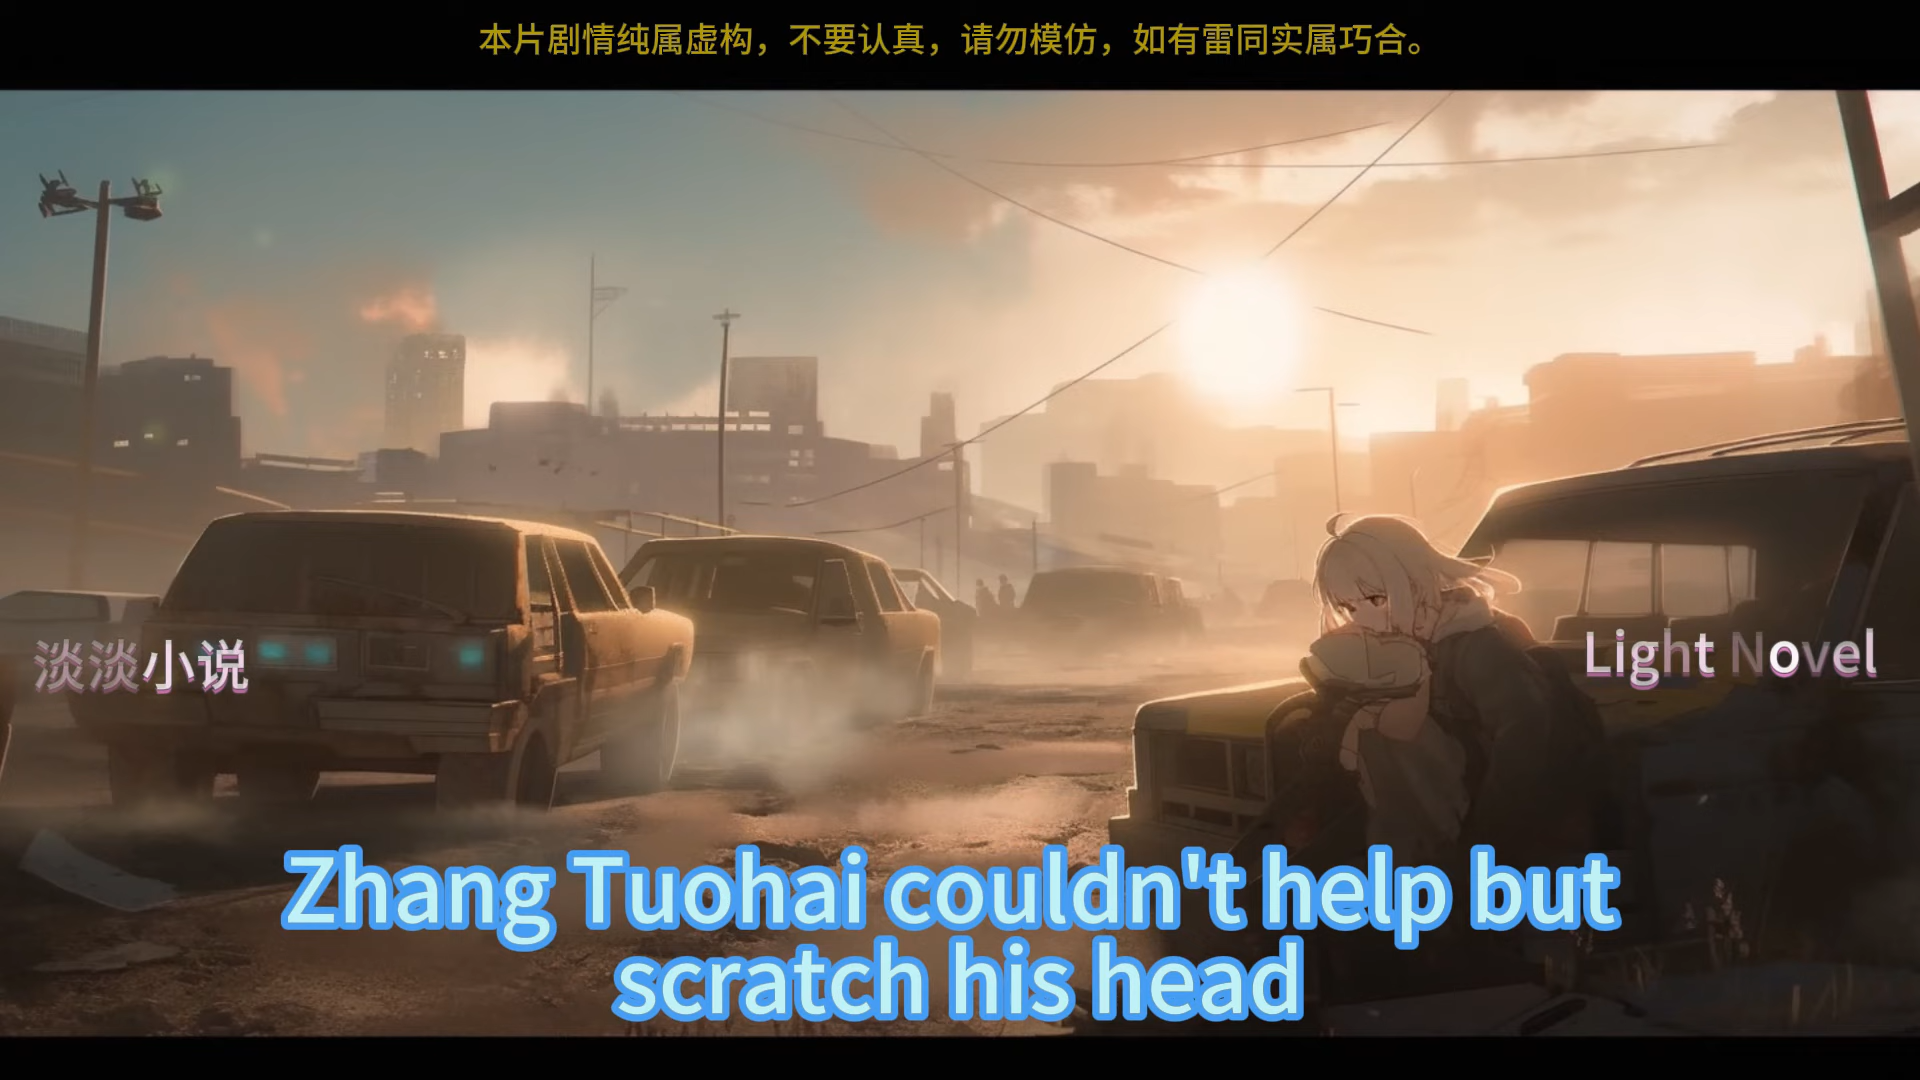 本片剧情纯属虚构，不要认真，请勿模仿，如有雷同实属巧合。
淡淡小说
Light Novel
Zhang Tuohai couldn't help but
scratch his head